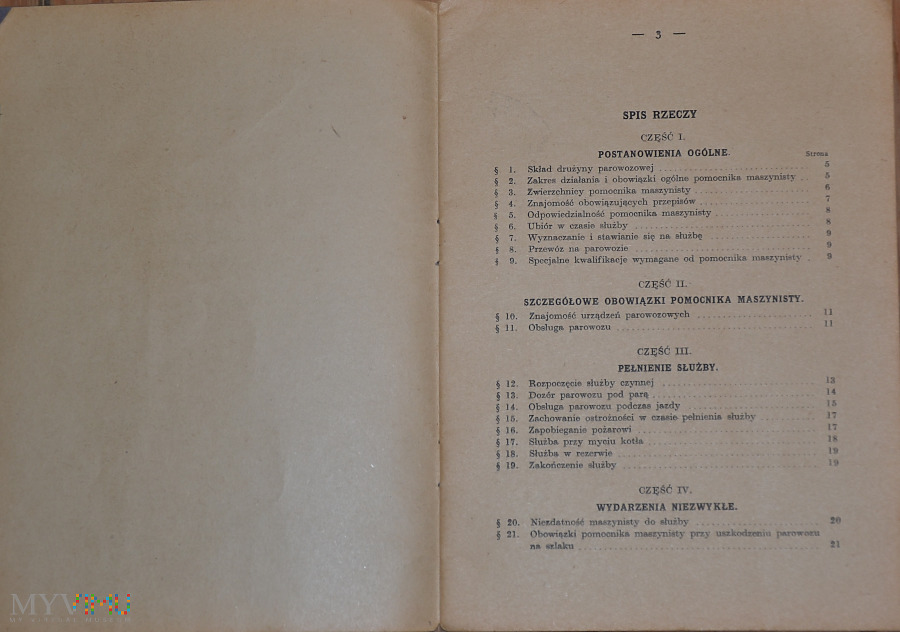 — 3 —
SPIS RZECZY
CZĘŚĆ I.
POSTANOWIENIA OGÓLNE.
Strona
§ 1. Skład drużyny parowozowej 5
§ 2. Zakres działania i obowiązki ogólne pomocnika maszynisty 5
§ 3. Zwierzchnicy pomocnika maszynisty 6
§ 4. Znajomość obowiązujących przepisów 7
§ 5. Odpowiedzialność pomocnika maszynisty 8
§ 6. Ubiór w czasie służby 8
§ 7. Wyznaczanie i stawianie się na służbę 9
§ 8. Przewóz na parowozie 9
§ 9. Specjalne kwalifikacje wymagane od pomocnika maszynisty 9
CZĘŚĆ II.
SZCZEGÓŁOWE OBOWIĄZKI POMOCNIKA MASZYNISTY.
§ 10. Znajomość urządzeń parowozowych 11
§ 11. Obsługa parowozu 11
CZĘŚĆ III.
PEŁNIENIE SŁUŻBY.
§ 12. Rozpoczęcie służby czynnej 13
§ 13. Dozór parowozu pod parą 14
§ 14. Obsługa parowozu podczas jazdy 15
§ 15. Zachowanie ostrożności w czasie pełnienia służby 17
§ 16. Zapobieganie pożarowi 17
§ 17. Służba przy myciu kotła 18
§ 18. Służba w rezerwie 19
§ 19. Zakończenie służby 19
CZĘŚĆ IV.
WYDARZENIA NIEZWYKŁE.
§ 20. Niezdatność maszynisty do służby 20
§ 21. Obowiązki pomocnika maszynisty przy uszkodzeniu parowozu
na szlaku 21
MYVIMU
MY VIRTUAL MUSEUM